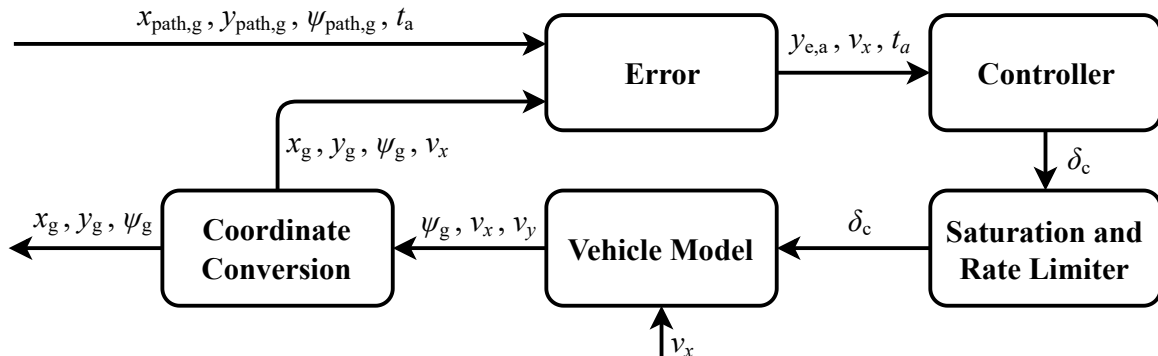 x_path,g , y_path,g , ψ_path,g , t_a
Error
y_e,a , v_x , t_a
Controller
x_g , y_g , ψ_g , v_x
δ_c
x_g , y_g , ψ_g
Coordinate
Conversion
ψ_g , v_x , v_y
Vehicle Model
δ_c
Saturation and
Rate Limiter
v_x